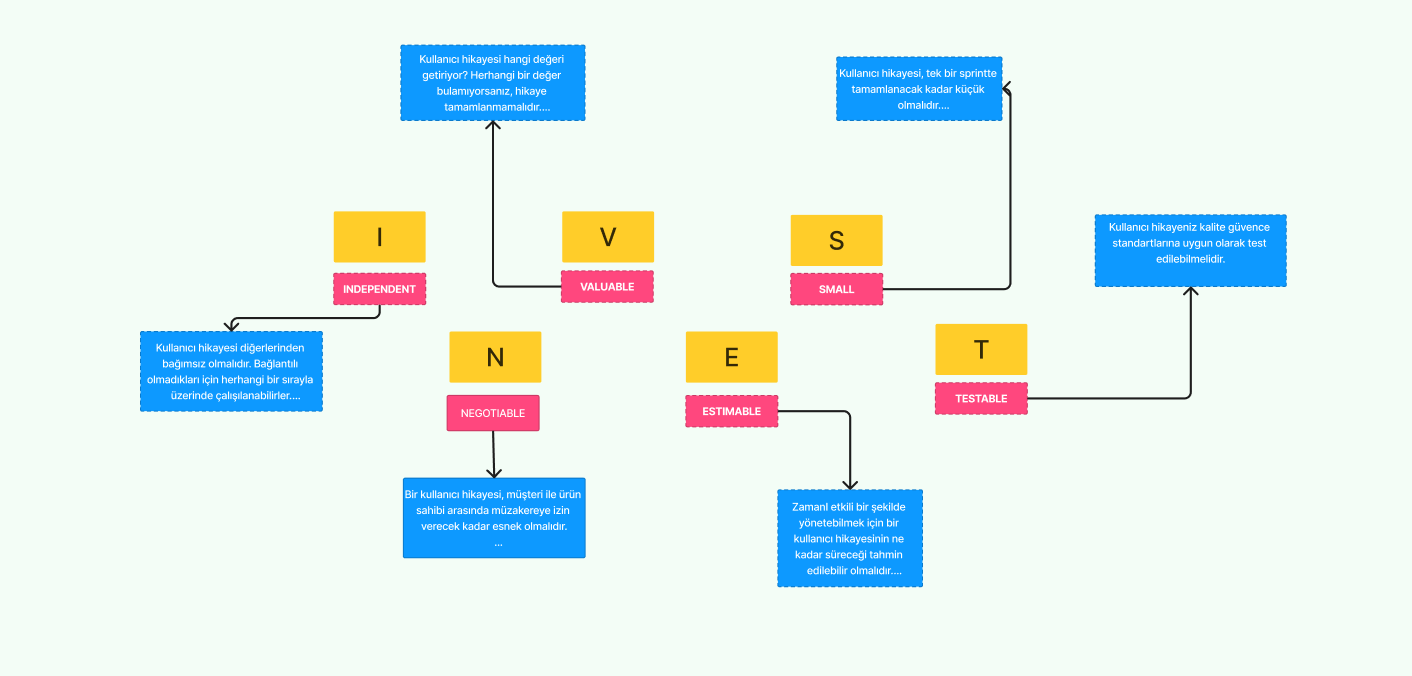 I
INDEPENDENT
Kullanıcı hikayesi diğerlerinden
bağımsız olmalıdır. Bağlantılı
olmadıkları için herhangi bir sırayla
üzerinde çalışılanabilirler....
N
NEGOTIABLE
Bir kullanıcı hikayesi, müşteri ile ürün
sahibi arasında müzakereye izin
verecek kadar esnek olmalıdır.
...
V
VALUABLE
Kullanıcı hikayesi hangi değeri
getiriyor? Herhangi bir değer
bulamıyorsanız, hikaye
tamamlanmamalıdır....
E
ESTIMABLE
Zamanl etkili bir şekilde
yönetebilmek için bir
kullanıcı hikayesinin ne
kadar süreceği tahmin
edilebilir olmalıdır....
S
SMALL
Kullanıcı hikayesi, tek bir sprintte
tamamlanacak kadar küçük
olmalıdır....
T
TESTABLE
Kullanıcı hikayeniz kalite güvence
standartlarına uygun olarak test
edilebilmelidir.